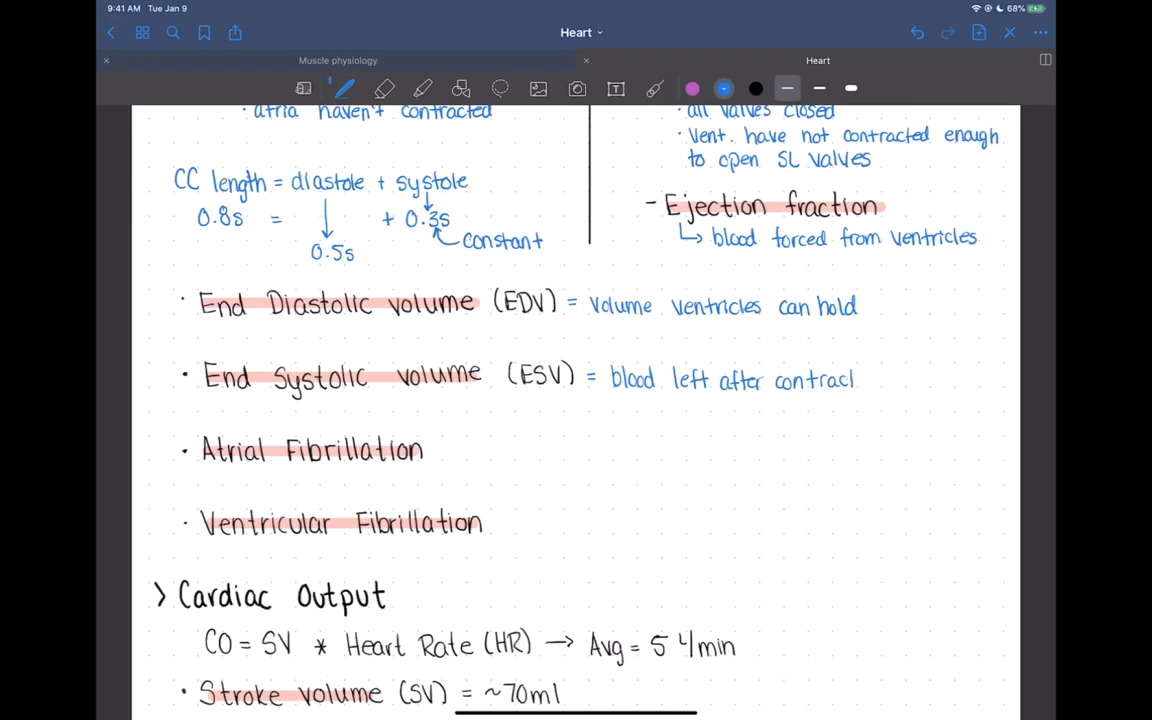 9:41 AM Tue Jan 9
68%
Heart
Muscle physiology
Heart
• atria haven't contracted
CC length = diastole + systole
0.8s = + 0.3s
constant
0.5s
• all valves closed
• Vent. have not contracted enough
to open SL valves
- Ejection fraction
↳ blood forced from ventricles
• End Diastolic volume (EDV) = volume ventricles can hold
• End Systolic volume (ESV) = blood left after contracl
• Atrial Fibrillation
• Ventricular Fibrillation
> Cardiac Output
CO = SV * Heart Rate (HR) → Avg = 5 L/min
• Stroke volume (SV) = ~70ml